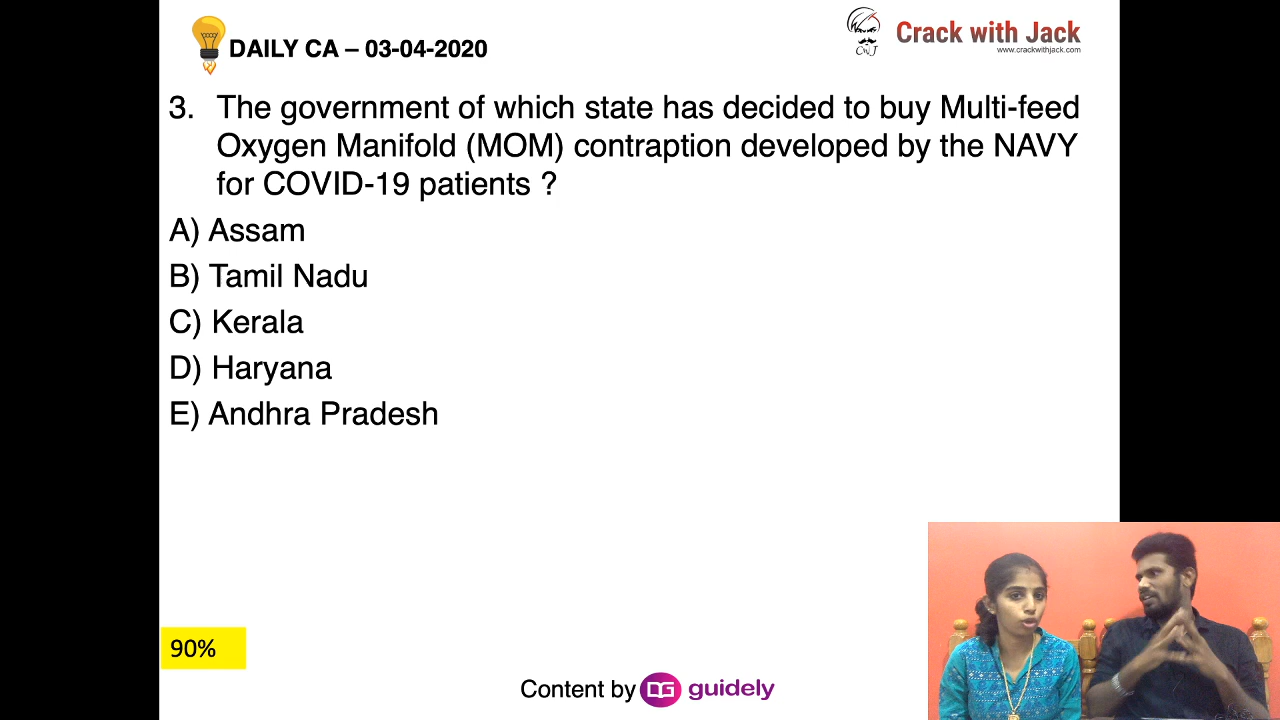 DAILY CA – 03-04-2020
CwJ
Crack with Jack
www.crackwithjack.com
3. The government of which state has decided to buy Multi-feed
Oxygen Manifold (MOM) contraption developed by the NAVY
for COVID-19 patients ?
A) Assam
B) Tamil Nadu
C) Kerala
D) Haryana
E) Andhra Pradesh
90%
Content by guidely